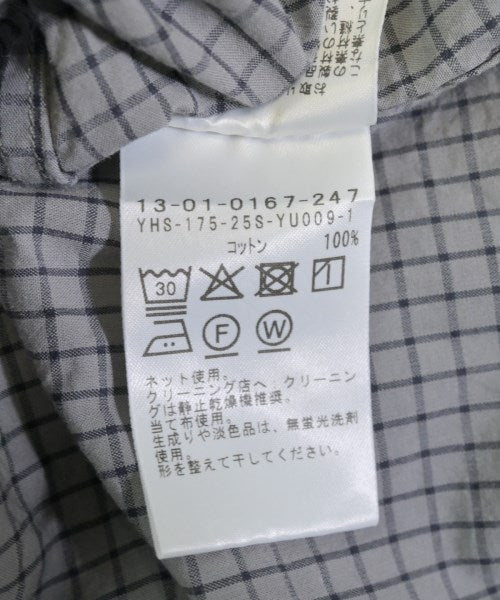 13-01-0167-247
YHS-175-25S-YU009-1
コットン 100%
30
F W
ネット使用。
クリーニング店へ、クリーニン
グは静止乾燥機推奨。
当て布使用。
生成りや淡色品は、無蛍光洗剤
使用。
形を整えて干してください。